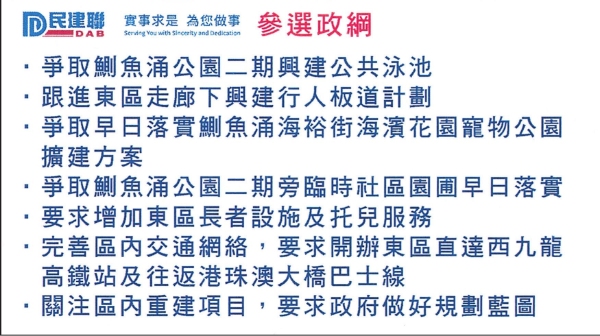 民建聯
DAB
實事求是 為您做事
Serving You with Sincerity and Dedication
參選政綱
· 爭取鰂魚涌公園二期興建公共泳池
· 跟進東區走廊下興建行人板道計劃
· 爭取早日落實鰂魚涌海裕街海濱花園寵物公園
擴建方案
· 爭取鰂魚涌公園二期旁臨時社區園圃早日落實
· 要求增加東區長者設施及托兒服務
· 完善區內交通網絡，要求開辦東區直達西九龍
高鐵站及往返港珠澳大橋巴士線
· 關注區內重建項目，要求政府做好規劃藍圖